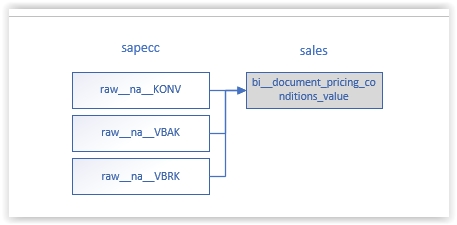 sapecc
sales
raw__na__KONV
bi__document_pricing_co
nditions_value
raw__na__VBAK
raw__na__VBRK